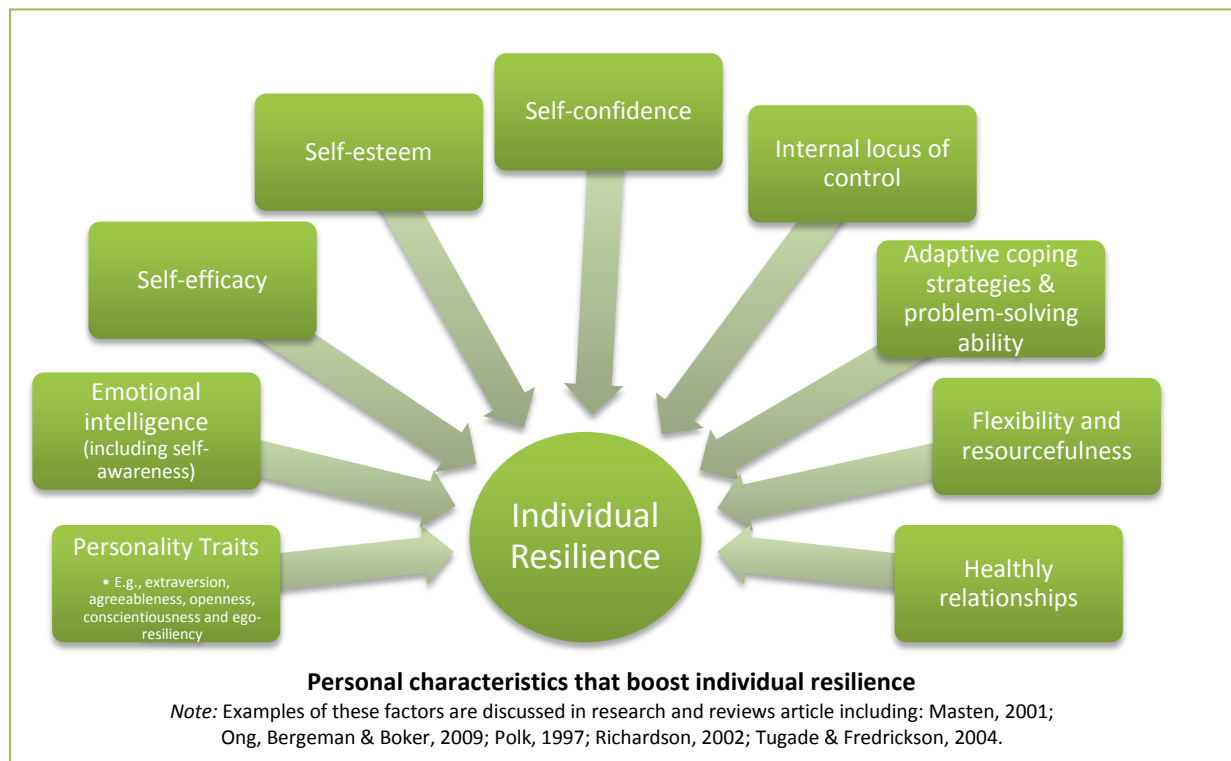 Self-confidence
Self-esteem
Internal locus of
control
Self-efficacy
Adaptive coping
strategies &
problem-solving
ability
Emotional
intelligence
(including self-
awareness)
Flexibility and
resourcefulness
Personality Traits
• E.g., extraversion,
agreeableness, openness,
conscientiousness and ego-
resiliency
Individual
Resilience
Healthly
relationships
Personal characteristics that boost individual resilience
Note: Examples of these factors are discussed in research and reviews article including: Masten, 2001;
Ong, Bergeman & Boker, 2009; Polk, 1997; Richardson, 2002; Tugade & Fredrickson, 2004.